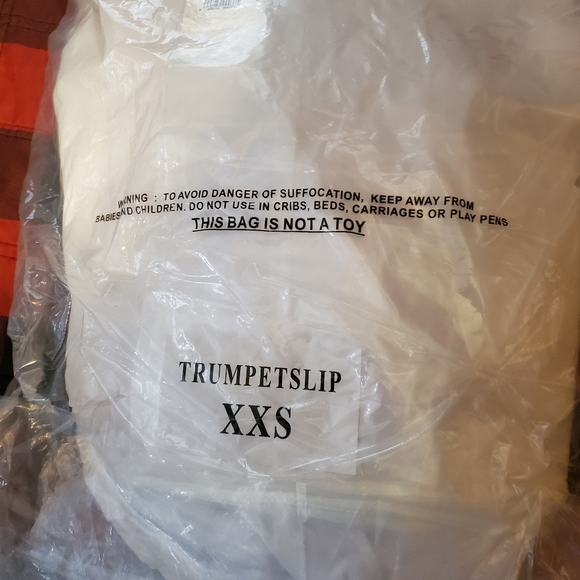 WARNING : TO AVOID DANGER OF SUFFOCATION, KEEP AWAY FROM
BABIES AND CHILDREN. DO NOT USE IN CRIBS, BEDS, CARRIAGES OR PLAY PENS
THIS BAG IS NOT A TOY
TRUMPETSLIP
XXS